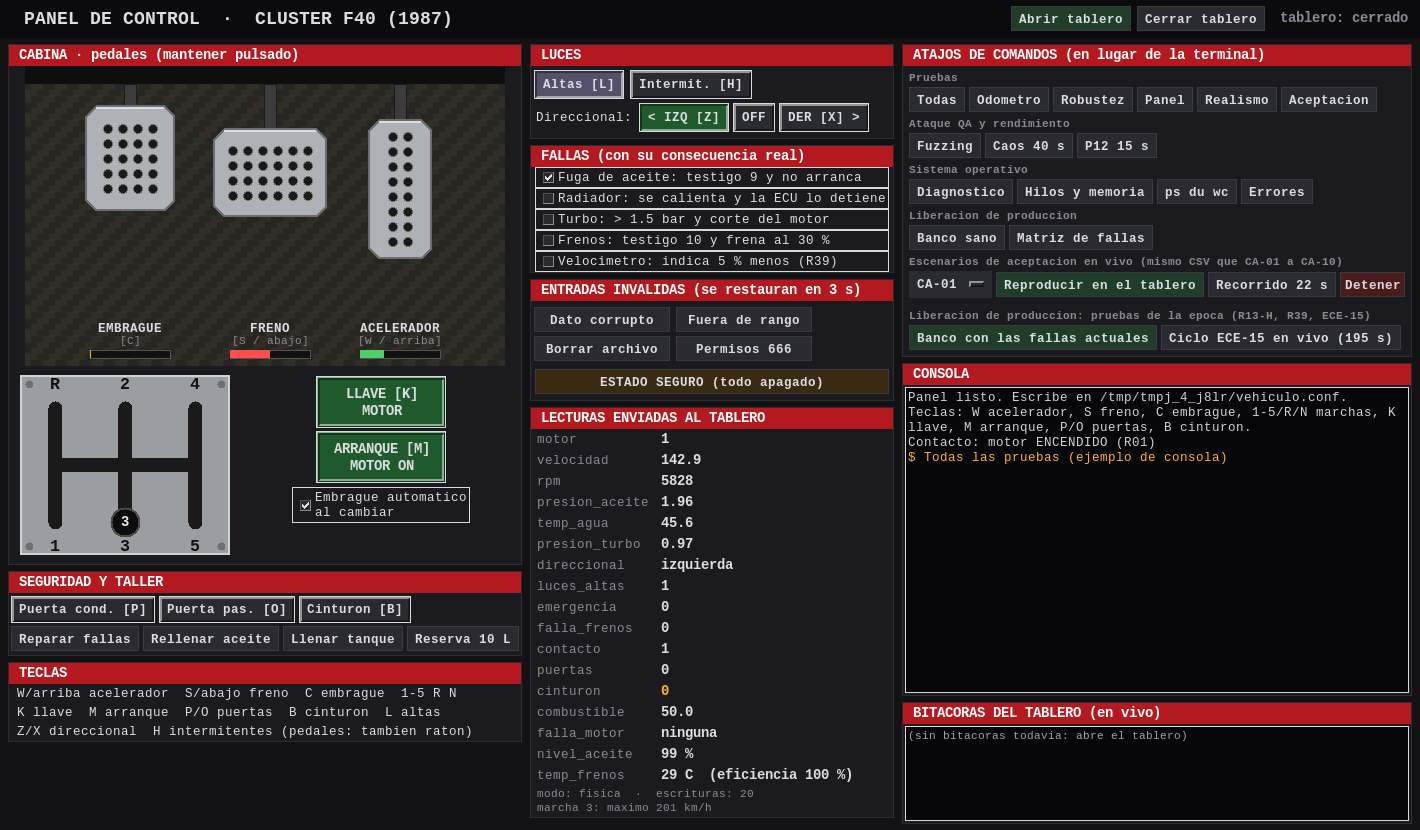 PANEL DE CONTROL · CLUSTER F40 (1987)
Abrir tablero
Cerrar tablero
tablero: cerrado
CABINA · pedales (mantener pulsado)
EMBRAGUE
[C]
FRENO
[S / abajo]
ACELERADOR
[W / arriba]
R 2 4
3
1 3 5
LLAVE [K]
MOTOR
ARRANQUE [M]
MOTOR ON
Embrague automatico
al cambiar
SEGURIDAD Y TALLER
Puerta cond. [P]
Puerta pas. [O]
Cinturon [B]
Reparar fallas
Rellenar aceite
Llenar tanque
Reserva 10 L
TECLAS
W/arriba acelerador S/abajo freno C embrague 1-5 R N
K llave M arranque P/O puertas B cinturon L altas
Z/X direccional H intermitentes (pedales: tambien raton)
LUCES
Altas [L]
Intermit. [H]
Direccional:
< IZQ [Z]
OFF
DER [X] >
FALLAS (con su consecuencia real)
Fuga de aceite: testigo 9 y no arranca
Radiador: se calienta y la ECU lo detiene
Turbo: > 1.5 bar y corte del motor
Frenos: testigo 10 y frena al 30 %
Velocimetro: indica 5 % menos (R39)
ENTRADAS INVALIDAS (se restauran en 3 s)
Dato corrupto
Fuera de rango
Borrar archivo
Permisos 666
ESTADO SEGURO (todo apagado)
LECTURAS ENVIADAS AL TABLERO
motor 1
velocidad 142.9
rpm 5828
presion_aceite 1.96
temp_agua 45.6
presion_turbo 0.97
direccional izquierda
luces_altas 1
emergencia 0
falla_frenos 0
contacto 1
puertas 0
cinturon 0
combustible 50.0
falla_motor ninguna
nivel_aceite 99 %
temp_frenos 29 C (eficiencia 100 %)
modo: fisica · escrituras: 20
marcha 3: maximo 201 km/h
ATAJOS DE COMANDOS (en lugar de la terminal)
Pruebas
Todas
Odometro
Robustez
Panel
Realismo
Aceptacion
Ataque QA y rendimiento
Fuzzing
Caos 40 s
P12 15 s
Sistema operativo
Diagnostico
Hilos y memoria
ps du wc
Errores
Liberacion de produccion
Banco sano
Matriz de fallas
Escenarios de aceptacion en vivo (mismo CSV que CA-01 a CA-10)
CA-01
Reproducir en el tablero
Recorrido 22 s
Detener
Liberacion de produccion: pruebas de la epoca (R13-H, R39, ECE-15)
Banco con las fallas actuales
Ciclo ECE-15 en vivo (195 s)
CONSOLA
Panel listo. Escribe en /tmp/tmpj_4_j8lr/vehiculo.conf.
Teclas: W acelerador, S freno, C embrague, 1-5/R/N marchas, K
llave, M arranque, P/O puertas, B cinturon.
Contacto: motor ENCENDIDO (R01)
$ Todas las pruebas (ejemplo de consola)
BITACORAS DEL TABLERO (en vivo)
(sin bitacoras todavia: abre el tablero)